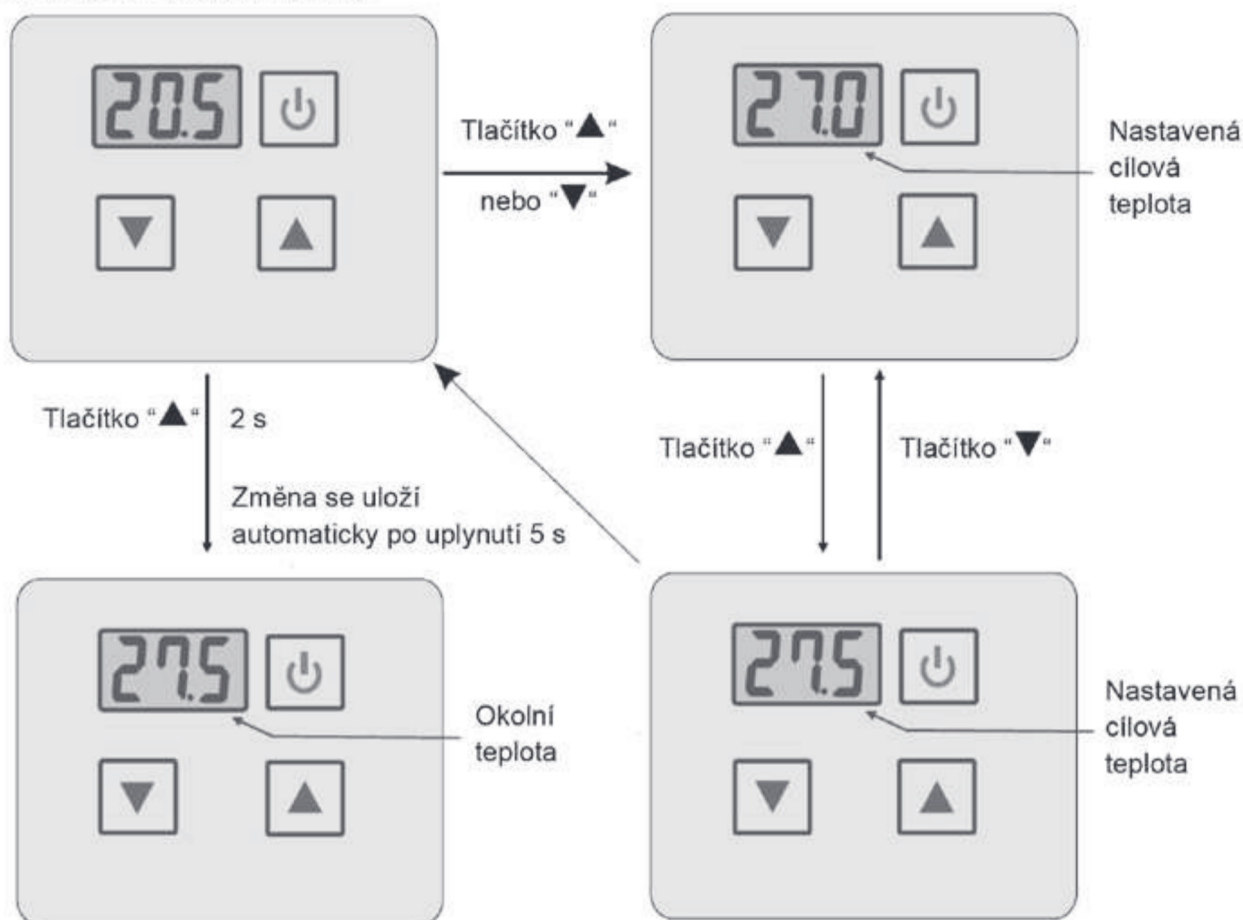 20.5
Tlačítko “▲“
nebo “▼“
27.0
Nastavená
cílová
teplota
Tlačítko “▲“ 2 s
Změna se uloží
automaticky po uplynutí 5 s
Tlačítko “▲“
Tlačítko “▼“
27.5
Okolní
teplota
27.5
Nastavená
cílová
teplota